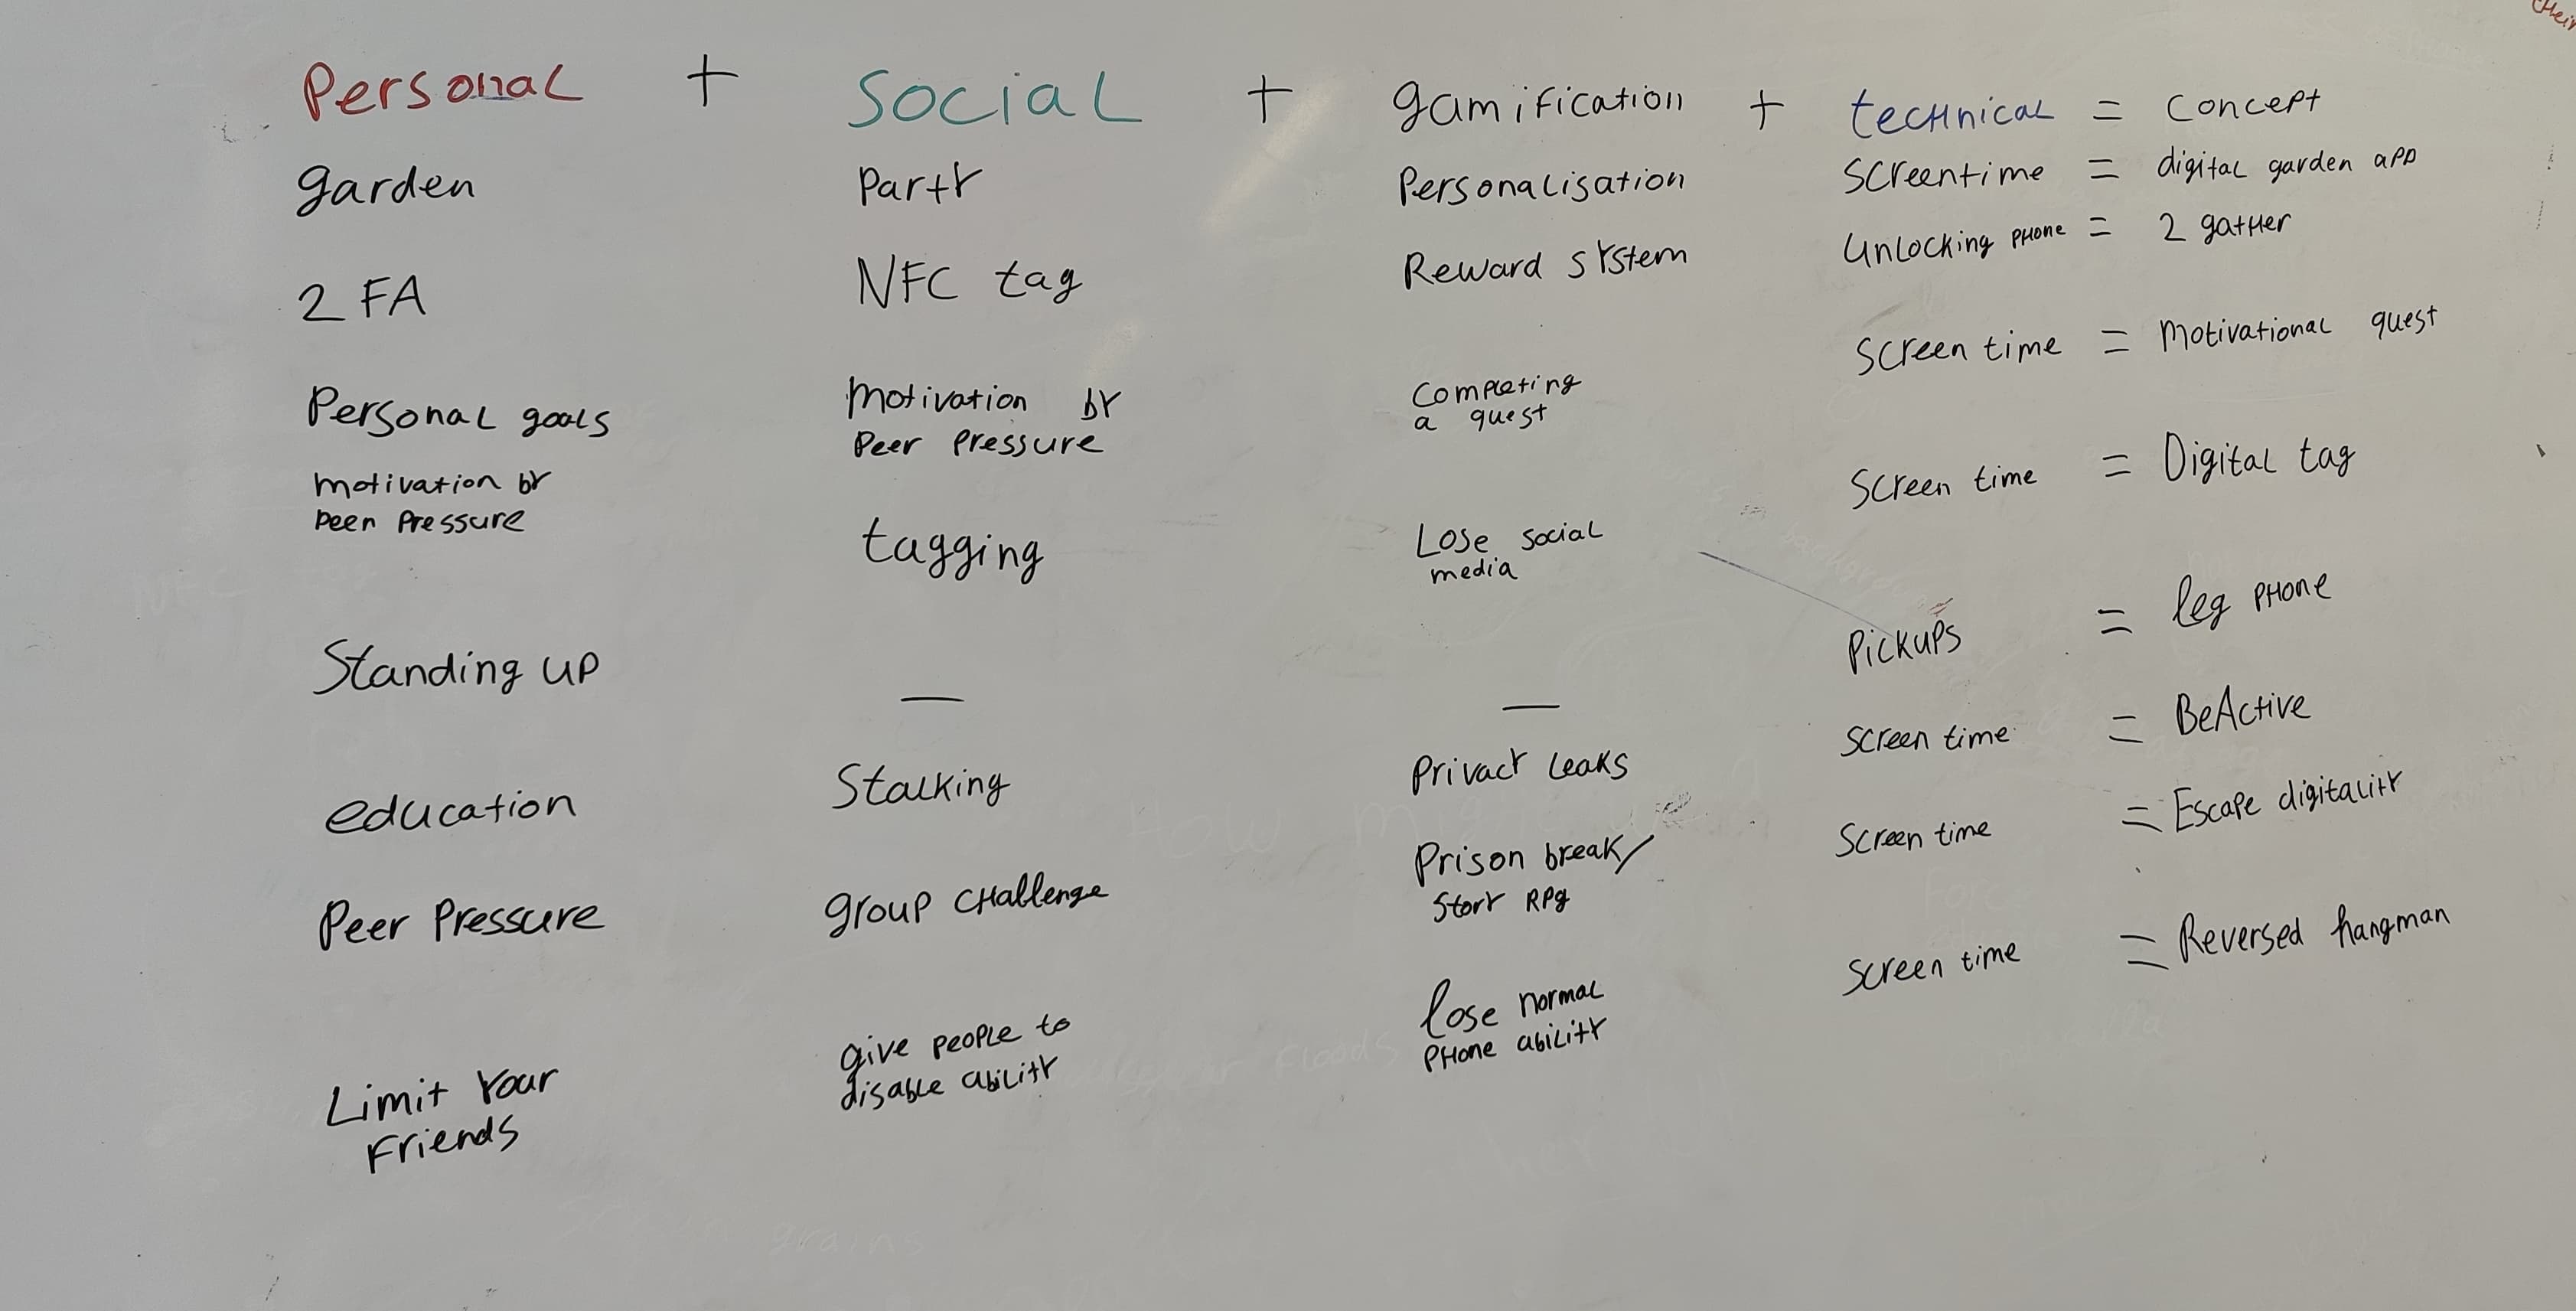 Personal + Social + gamification + technical = concept
garden Party Personalisation Screentime = digital garden app
2 FA NFC tag Reward system Unlocking phone = 2 gather
Personal goals Motivation by Peer Pressure Completing a quest Screen time = Motivational quest
motivation by peen pressure tagging Lose social media Screen time = Digital tag
Standing up — — Pickups = leg phone
education Stalking Privacy leaks Screen time = BeActive
Peer Pressure group challenge Prison break/ Story RPg Screen time = Escape digitality
Limit Your Friends give people to disable ability lose normal phone ability Screen time = Reversed hangman